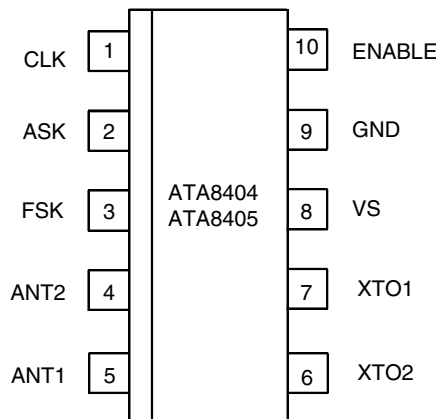 CLK 1 10 ENABLE
ASK 2 9 GND
ATA8404
ATA8405
FSK 3 8 VS
ANT2 4 7 XTO1
ANT1 5 6 XTO2